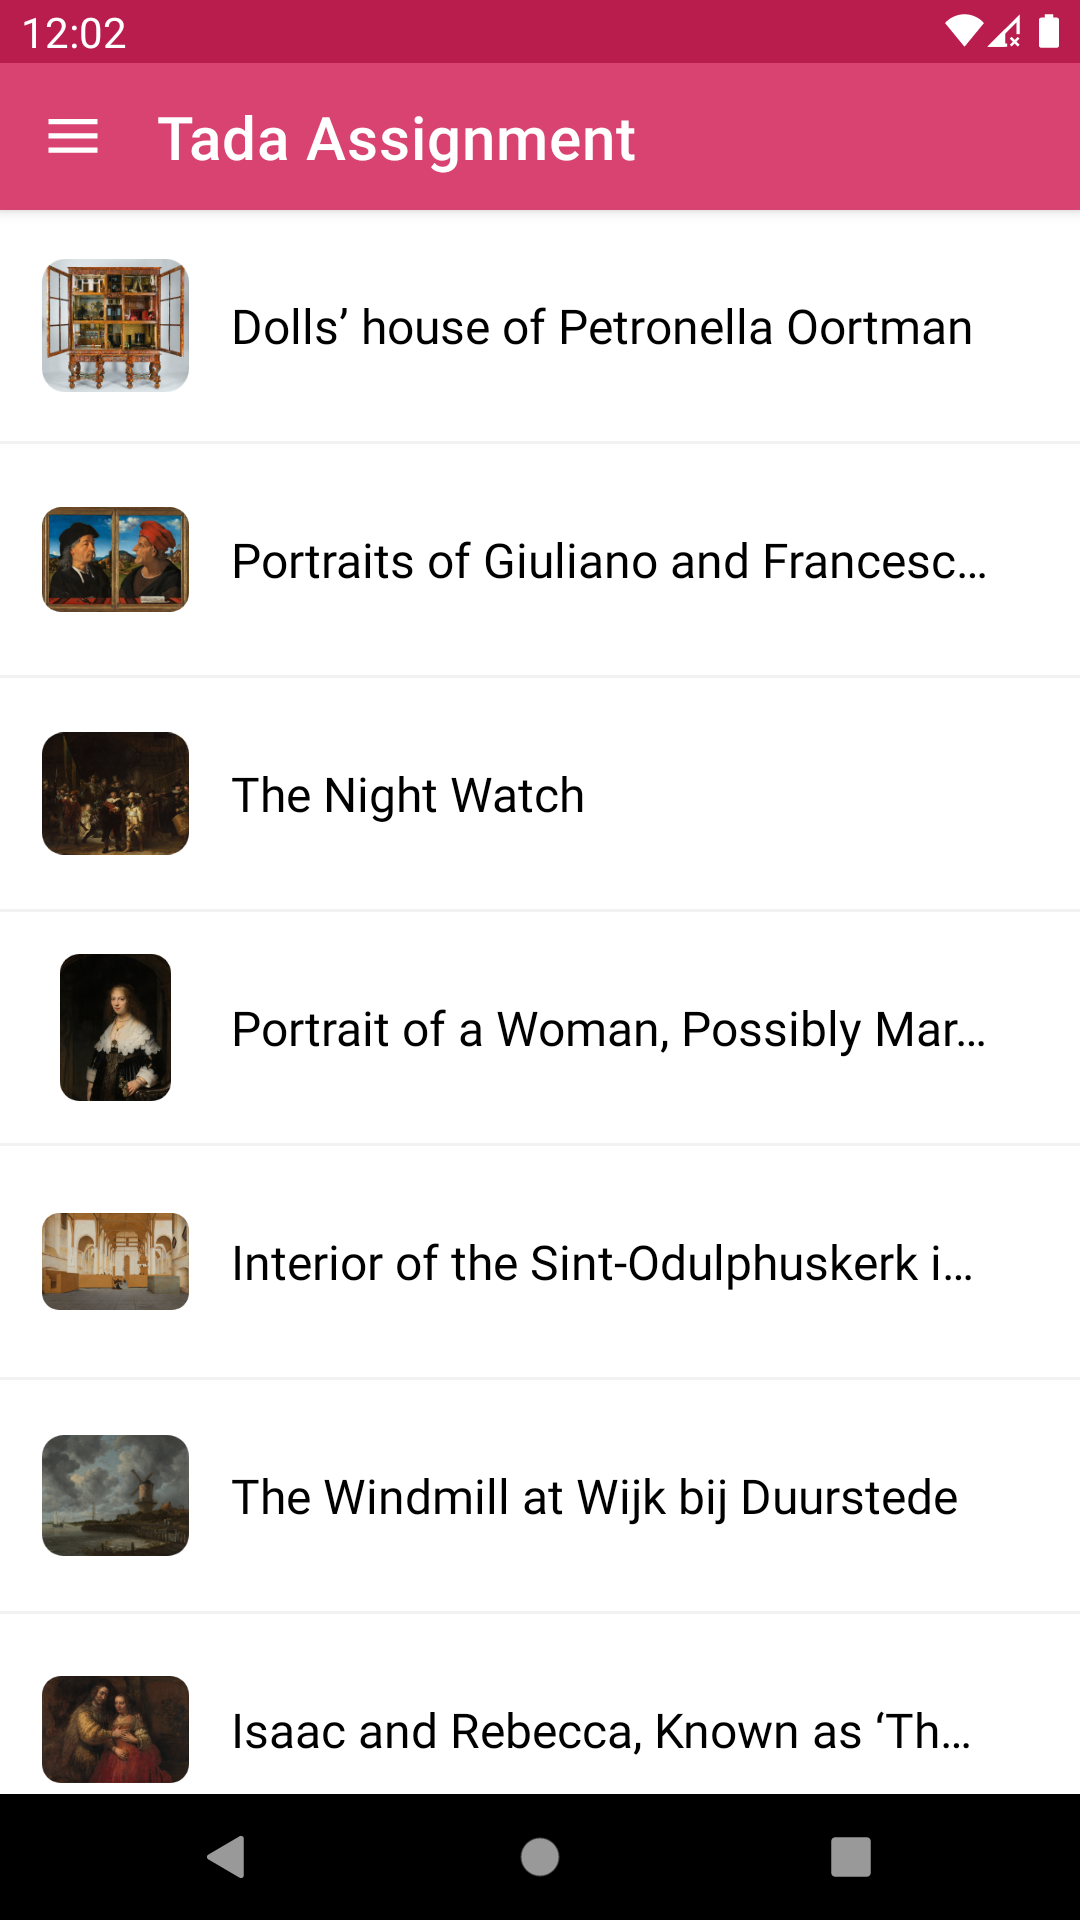 12:02
Tada Assignment
Dolls’ house of Petronella Oortman
Portraits of Giuliano and Francesc…
The Night Watch
Portrait of a Woman, Possibly Mar…
Interior of the Sint-Odulphuskerk i…
The Windmill at Wijk bij Duurstede
Isaac and Rebecca, Known as ‘Th…